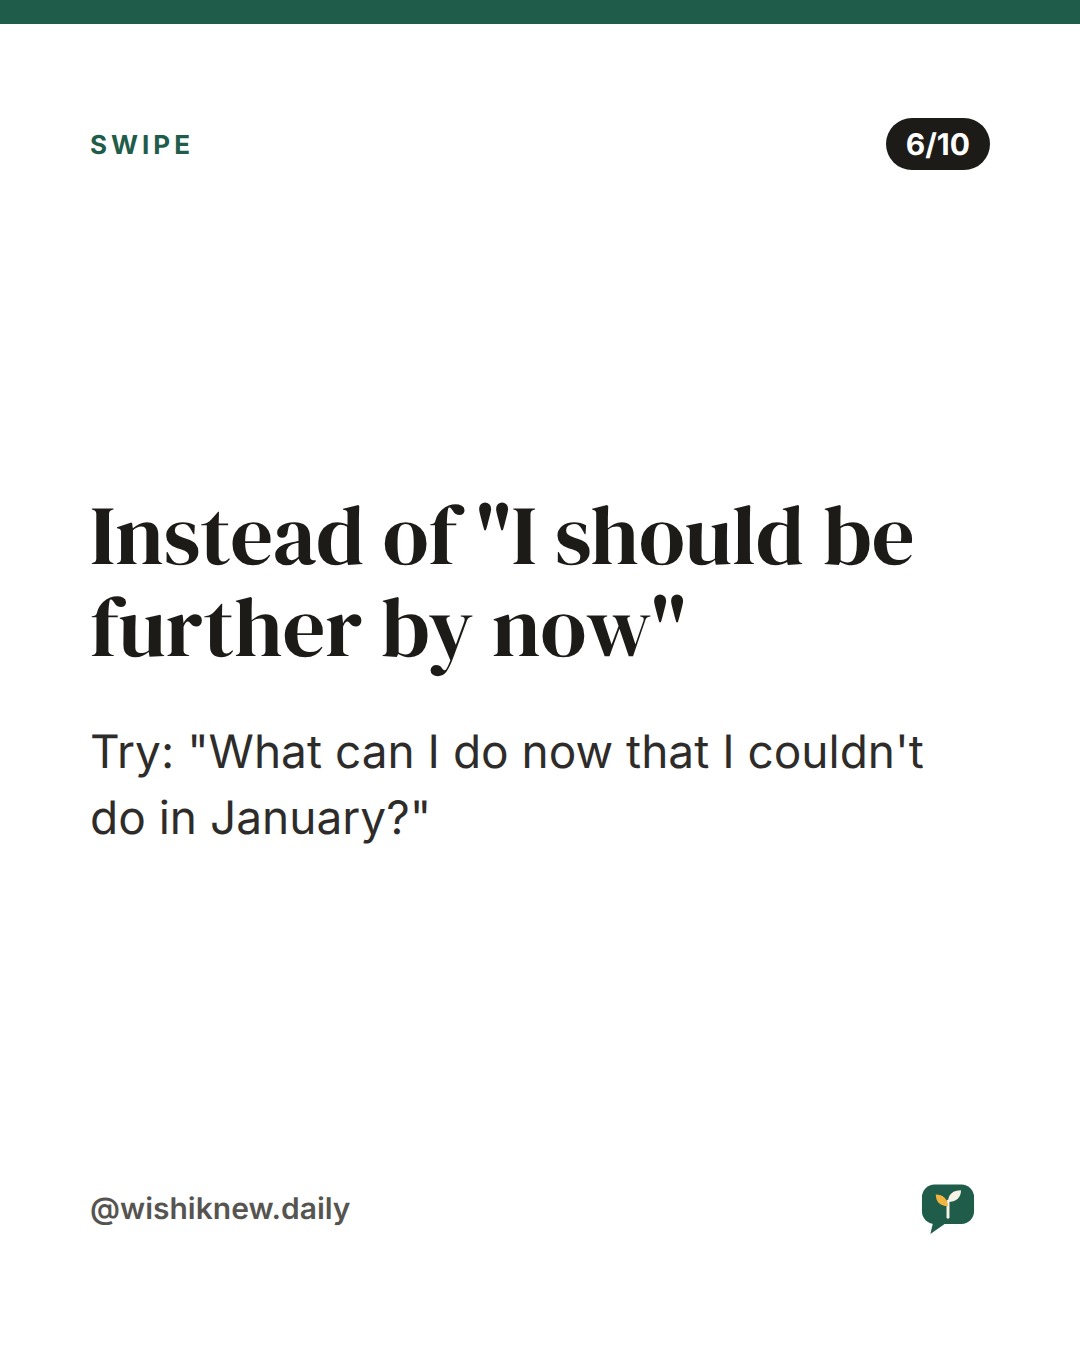 SWIPE
6/10
Instead of "I should be
further by now"
Try: "What can I do now that I couldn't
do in January?"
@wishiknew.daily